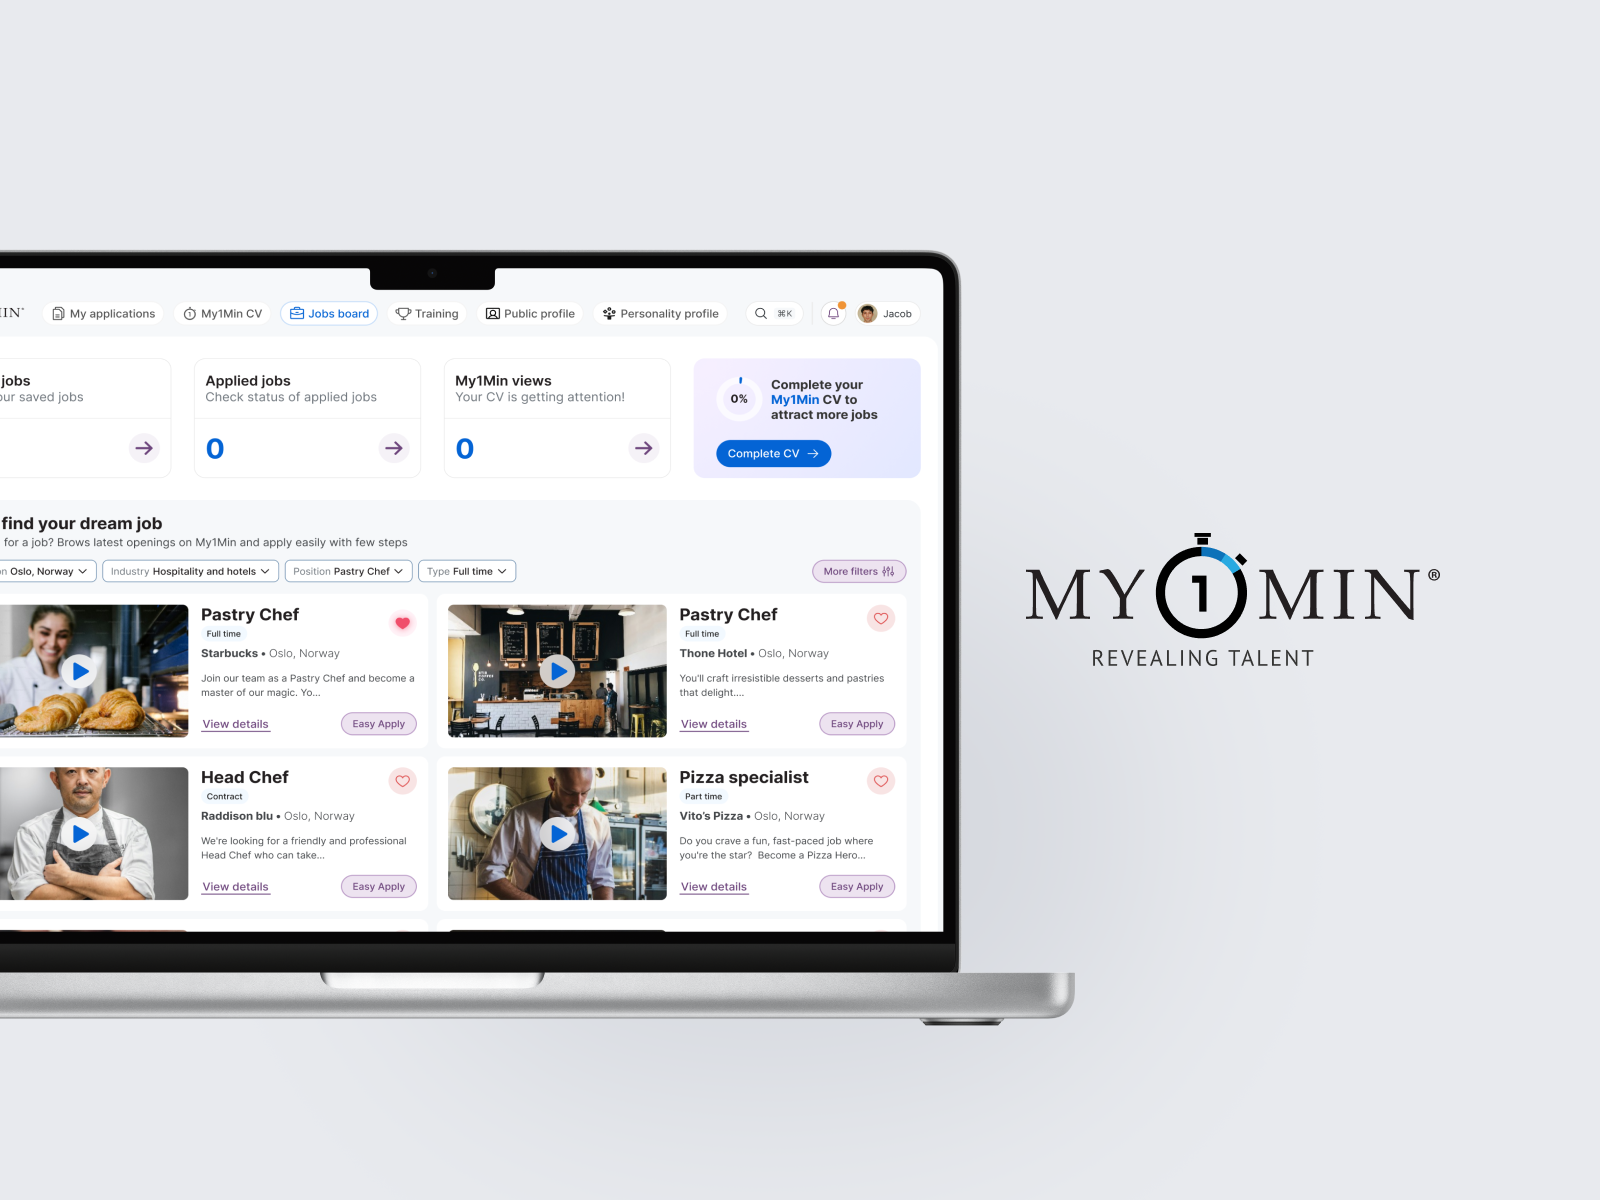 IN®
My applications
My1Min CV
Jobs board
Training
Public profile
Personality profile
⌘K
Jacob
jobs
our saved jobs
Applied jobs
Check status of applied jobs
0
My1Min views
Your CV is getting attention!
0
0%
Complete your
My1Min CV to
attract more jobs
Complete CV
find your dream job
for a job? Brows latest openings on My1Min and apply easily with few steps
on Oslo, Norway
Industry Hospitality and hotels
Position Pastry Chef
Type Full time
More filters
Pastry Chef
Full time
Starbucks • Oslo, Norway
Join our team as a Pastry Chef and become a
master of our magic. Yo...
View details
Easy Apply
Pastry Chef
Full time
Thone Hotel • Oslo, Norway
You'll craft irresistible desserts and pastries
that delight....
View details
Easy Apply
Head Chef
Contract
Raddison blu • Oslo, Norway
We're looking for a friendly and professional
Head Chef who can take...
View details
Easy Apply
Pizza specialist
Part time
Vito's Pizza • Oslo, Norway
Do you crave a fun, fast-paced job where
you're the star?  Become a Pizza Hero...
View details
Easy Apply
MY1MIN®
REVEALING TALENT